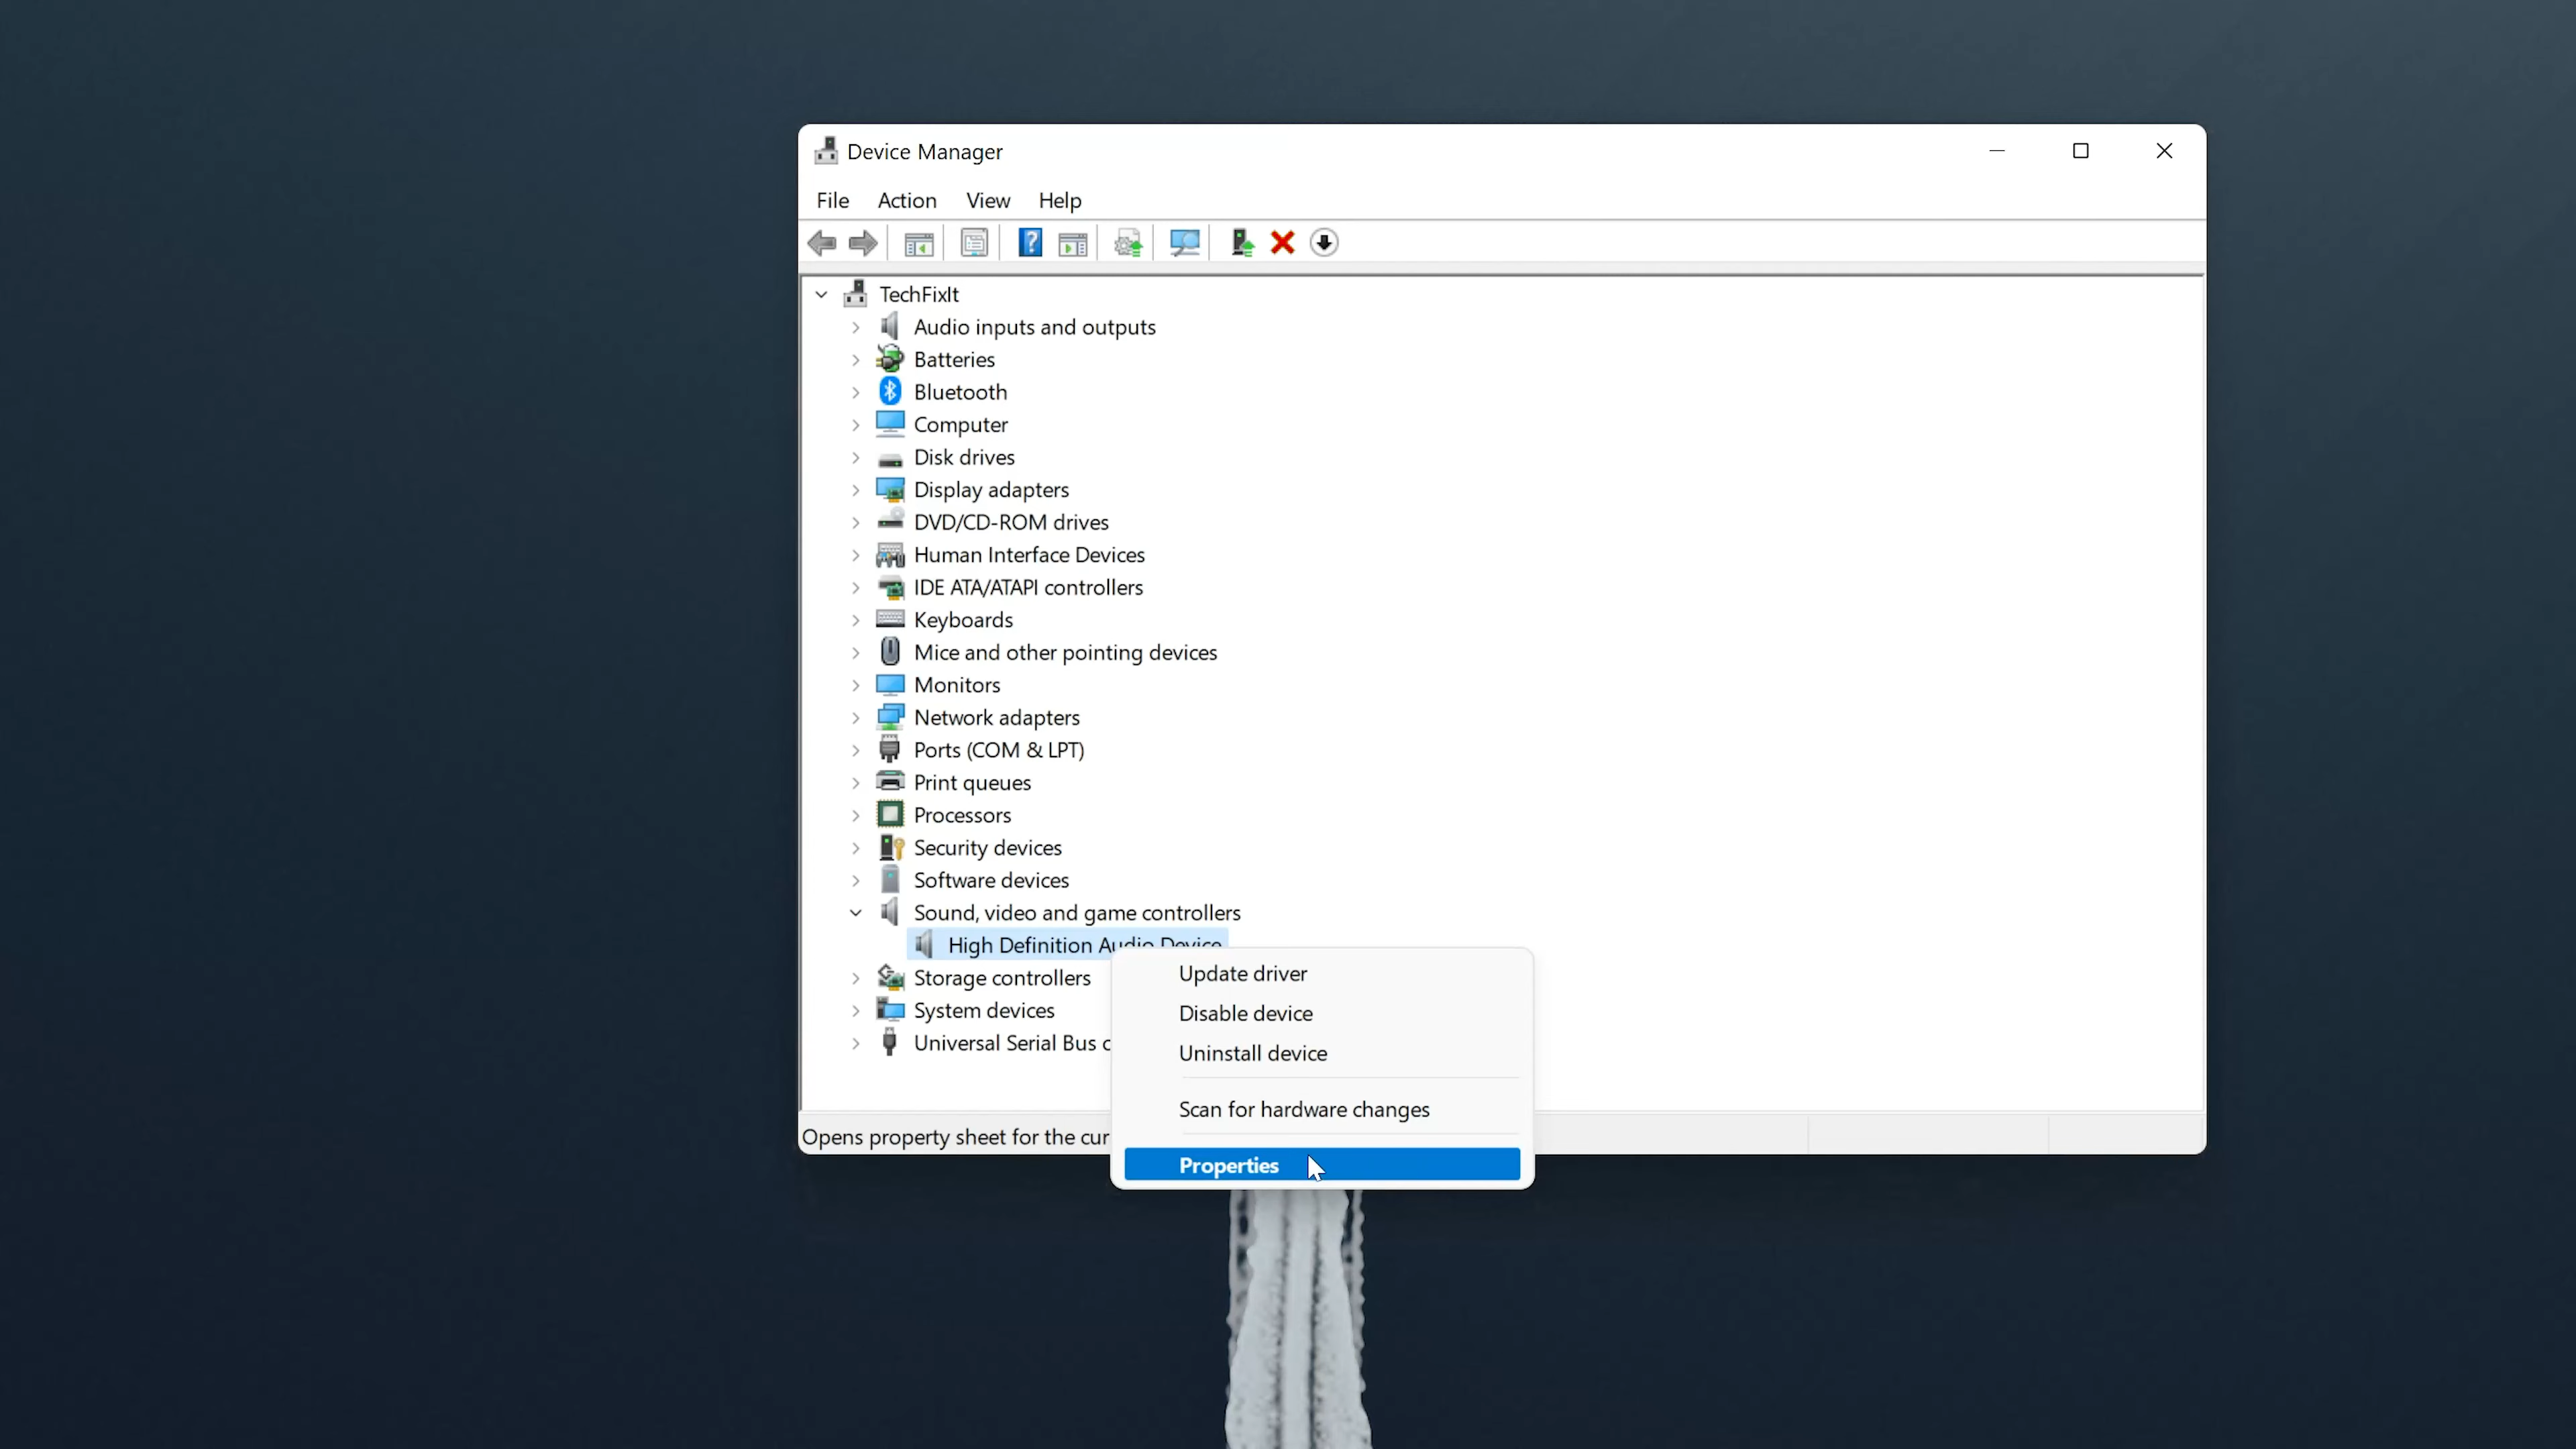 Device Manager
File Action View Help
TechFixIt
Audio inputs and outputs
Batteries
Bluetooth
Computer
Disk drives
Display adapters
DVD/CD-ROM drives
Human Interface Devices
IDE ATA/ATAPI controllers
Keyboards
Mice and other pointing devices
Monitors
Network adapters
Ports (COM & LPT)
Print queues
Processors
Security devices
Software devices
Sound, video and game controllers
High Definition Audio Device
Storage controllers
System devices
Universal Serial Bus c
Update driver
Disable device
Uninstall device
Scan for hardware changes
Properties
Opens property sheet for the cur